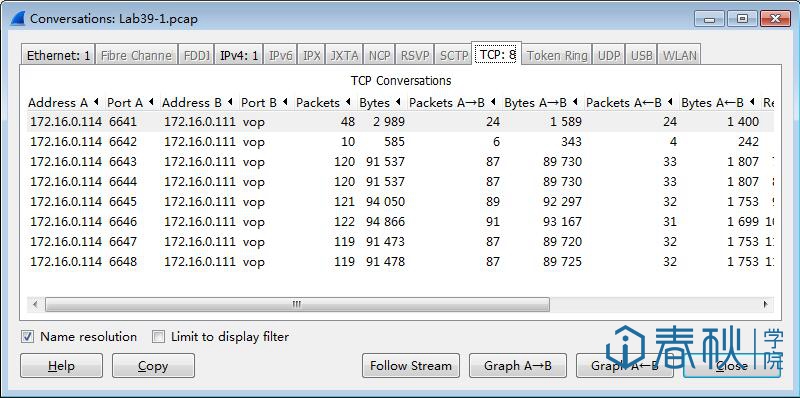 Conversations: Lab39-1.pcap
Ethernet: 1 Fibre Channe FDDI IPv4: 1 IPv6 IPX JXTA NCP RSVP SCTP TCP: 8 Token Ring UDP USB WLAN
TCP Conversations
Address A Port A Address B Port B Packets Bytes Packets A→B Bytes A→B Packets A←B Bytes A←B Re
172.16.0.114 6641 172.16.0.111 vop 48 2 989 24 1 589 24 1 400
172.16.0.114 6642 172.16.0.111 vop 10 585 6 343 4 242
172.16.0.114 6643 172.16.0.111 vop 120 91 537 87 89 730 33 1 807 7
172.16.0.114 6644 172.16.0.111 vop 120 91 537 87 89 730 33 1 807
172.16.0.114 6645 172.16.0.111 vop 121 94 050 89 92 297 32 1 753
172.16.0.114 6646 172.16.0.111 vop 122 94 866 91 93 167 31 1 699 10
172.16.0.114 6647 172.16.0.111 vop 119 91 473 87 89 720 32 1 753 11
172.16.0.114 6648 172.16.0.111 vop 119 91 478 87 89 725 32 1 753 11
Name resolution Limit to display filter
Help Copy Follow Stream Graph A→B Graph A←B Close
i春秋学院